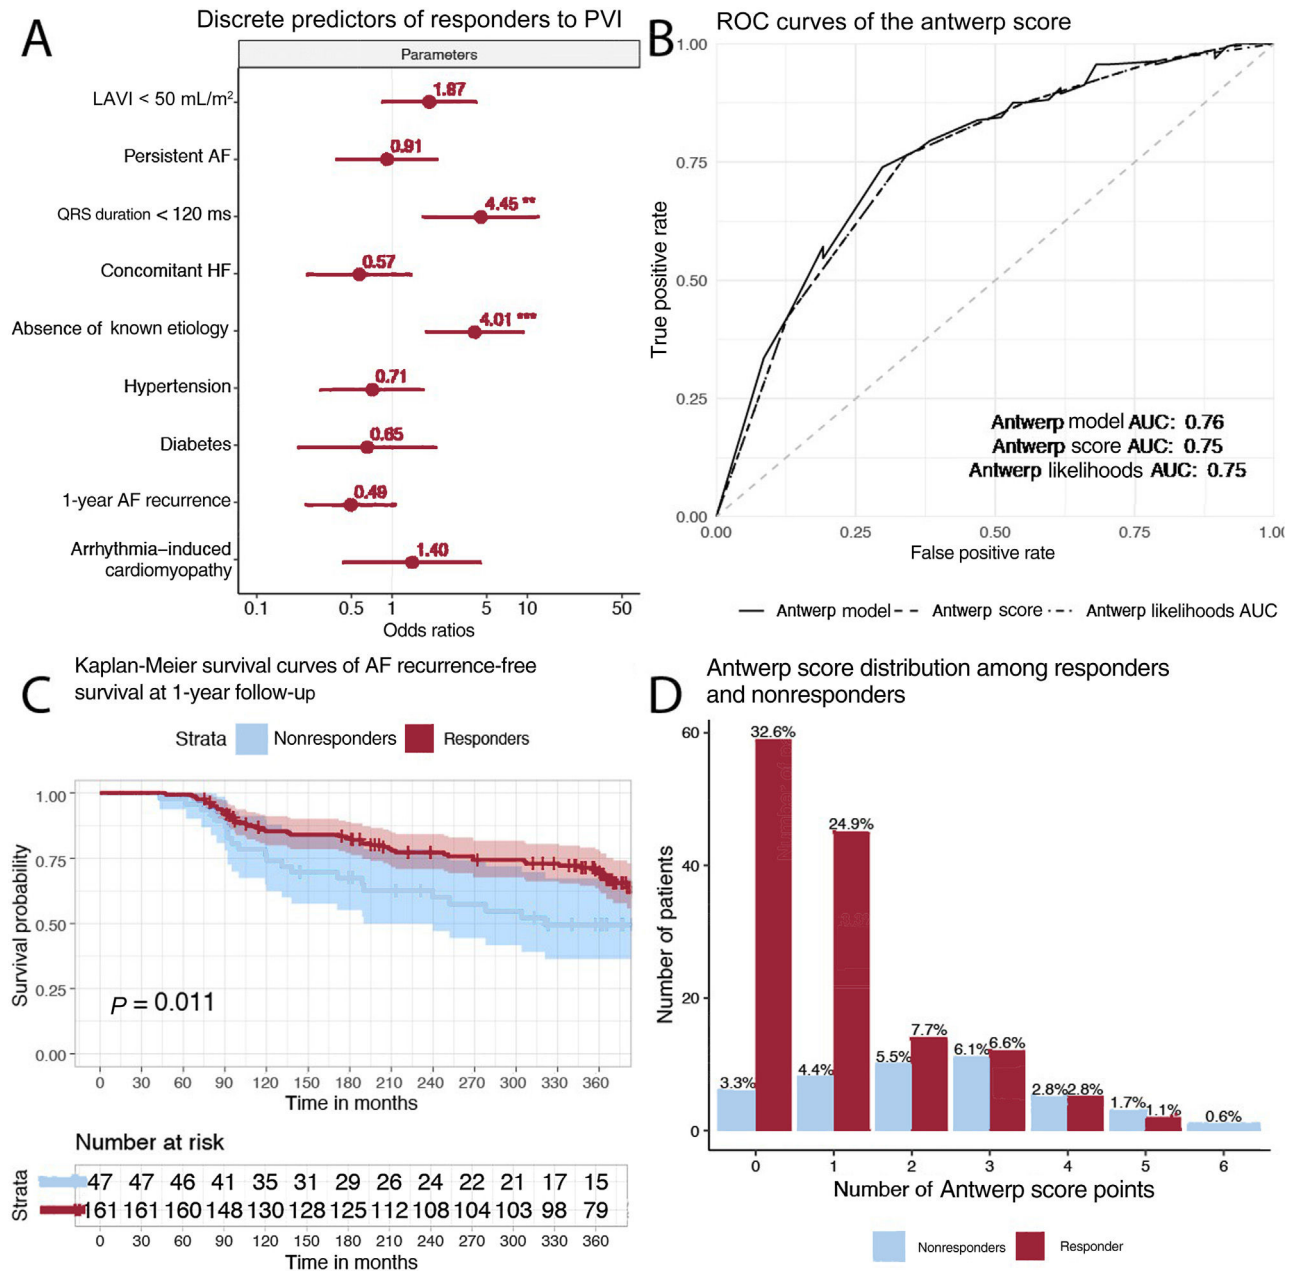 A
Discrete predictors of responders to PVI
Parameters
LAVI < 50 mL/m²
1.87
Persistent AF
0.91
QRS duration < 120 ms
4.45 **
Concomitant HF
0.57
Absence of known etiology
4.01 ***
Hypertension
0.71
Diabetes
0.65
1-year AF recurrence
0.49
Arrhythmia–induced
cardiomyopathy
1.40
0.1 0.5 1 5 10 50
Odds ratios
B
ROC curves of the antwerp score
1.00
0.75
0.50
0.25
0.00
True positive rate
Antwerp model AUC: 0.76
Antwerp score AUC: 0.75
Antwerp likelihoods AUC: 0.75
0.00 0.25 0.50 0.75 1.0
False positive rate
Antwerp model Antwerp score Antwerp likelihoods AUC
C
Kaplan-Meier survival curves of AF recurrence-free
survival at 1-year follow-up
Strata Nonresponders Responders
1.00
0.75
0.50
0.25
0.00
Survival probability
P = 0.011
0 30 60 90 120 150 180 210 240 270 300 330 360
Time in months
Number at risk
Strata
47 47 46 41 35 31 29 26 24 22 21 17 15
161 161 160 148 130 128 125 112 108 104 103 98 79
0 30 60 90 120 150 180 210 240 270 300 330 360
Time in months
D
Antwerp score distribution among responders
and nonresponders
60
40
20
0
Number of patients
3.3% 32.6%
4.4% 24.9%
5.5% 7.7%
6.1% 6.6%
2.8% 2.8%
1.7% 1.1%
0.6%
0 1 2 3 4 5 6
Number of Antwerp score points
Nonresponders Responder